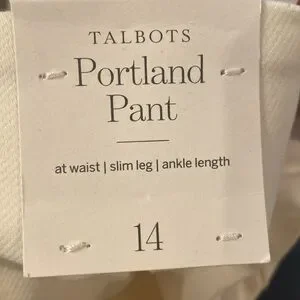 TALBOTS
Portland
Pant
at waist | slim leg | ankle length
14